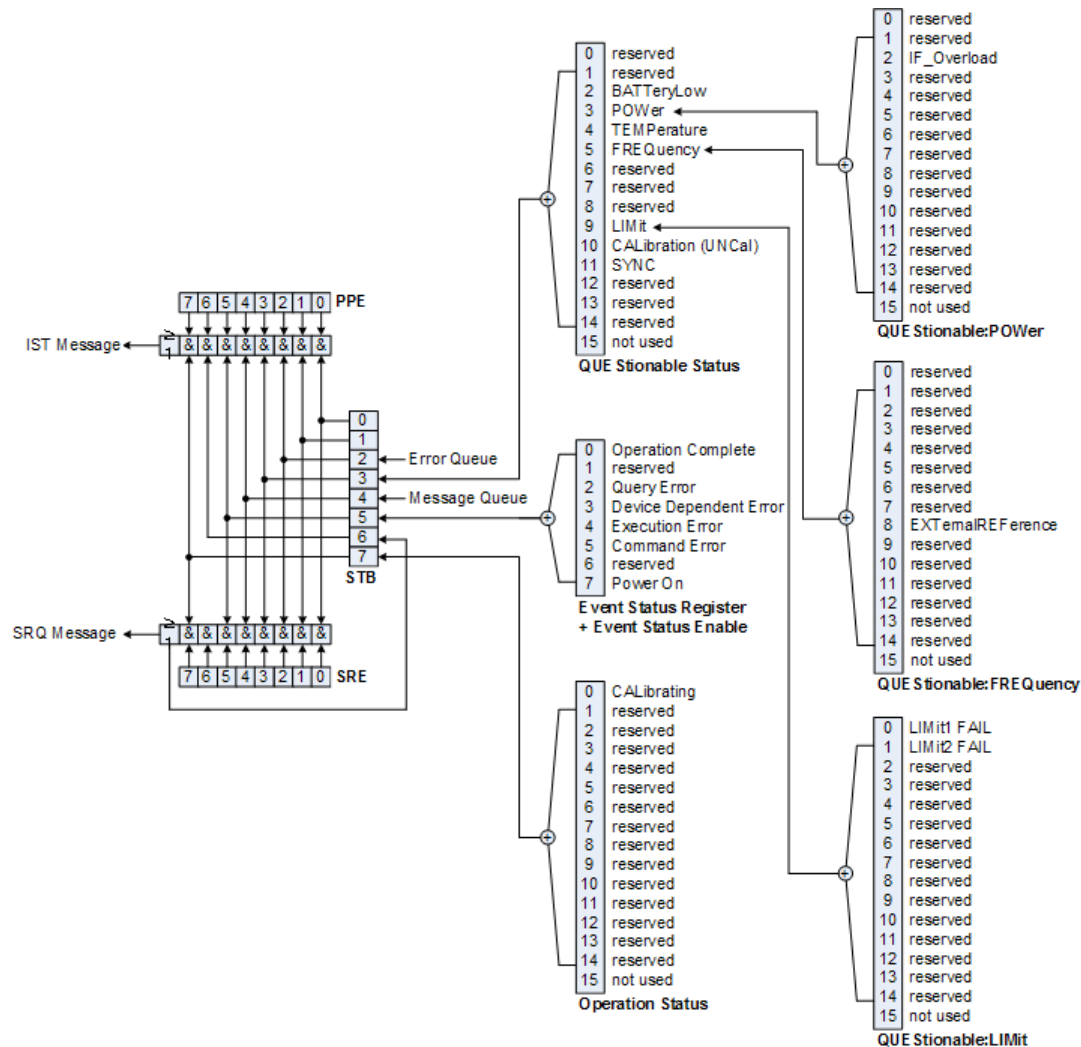 0 reserved
1 reserved
2 IF_Overload
3 reserved
4 reserved
5 reserved
6 reserved
7 reserved
8 reserved
9 reserved
10 reserved
11 reserved
12 reserved
13 reserved
14 reserved
15 not used
QUEStionable:POWer
0 reserved
1 reserved
2 BATTeryLow
3 POWer
4 TEMPerature
5 FREQuency
6 reserved
7 reserved
8 reserved
9 LIMit
10 CALibration (UNCal)
11 SYNC
12 reserved
13 reserved
14 reserved
15 not used
QUEStionable Status
7 6 5 4 3 2 1 0 PPE
IST Message
& & & & & & & &
0
1
2 Error Queue
3
4 Message Queue
5
6
7
STB
SRQ Message
& & & & & & & &
7 6 5 4 3 2 1 0 SRE
0 Operation Complete
1 reserved
2 Query Error
3 Device Dependent Error
4 Execution Error
5 Command Error
6 reserved
7 Power On
Event Status Register
+ Event Status Enable
0 reserved
1 reserved
2 reserved
3 reserved
4 reserved
5 reserved
6 reserved
7 reserved
8 EXTernalREFerence
9 reserved
10 reserved
11 reserved
12 reserved
13 reserved
14 reserved
15 not used
QUEStionable:FREQuency
0 CALibrating
1 reserved
2 reserved
3 reserved
4 reserved
5 reserved
6 reserved
7 reserved
8 reserved
9 reserved
10 reserved
11 reserved
12 reserved
13 reserved
14 reserved
15 not used
Operation Status
0 LIMit1 FAIL
1 LIMit2 FAIL
2 reserved
3 reserved
4 reserved
5 reserved
6 reserved
7 reserved
8 reserved
9 reserved
10 reserved
11 reserved
12 reserved
13 reserved
14 reserved
15 not used
QUEStionable:LIMit